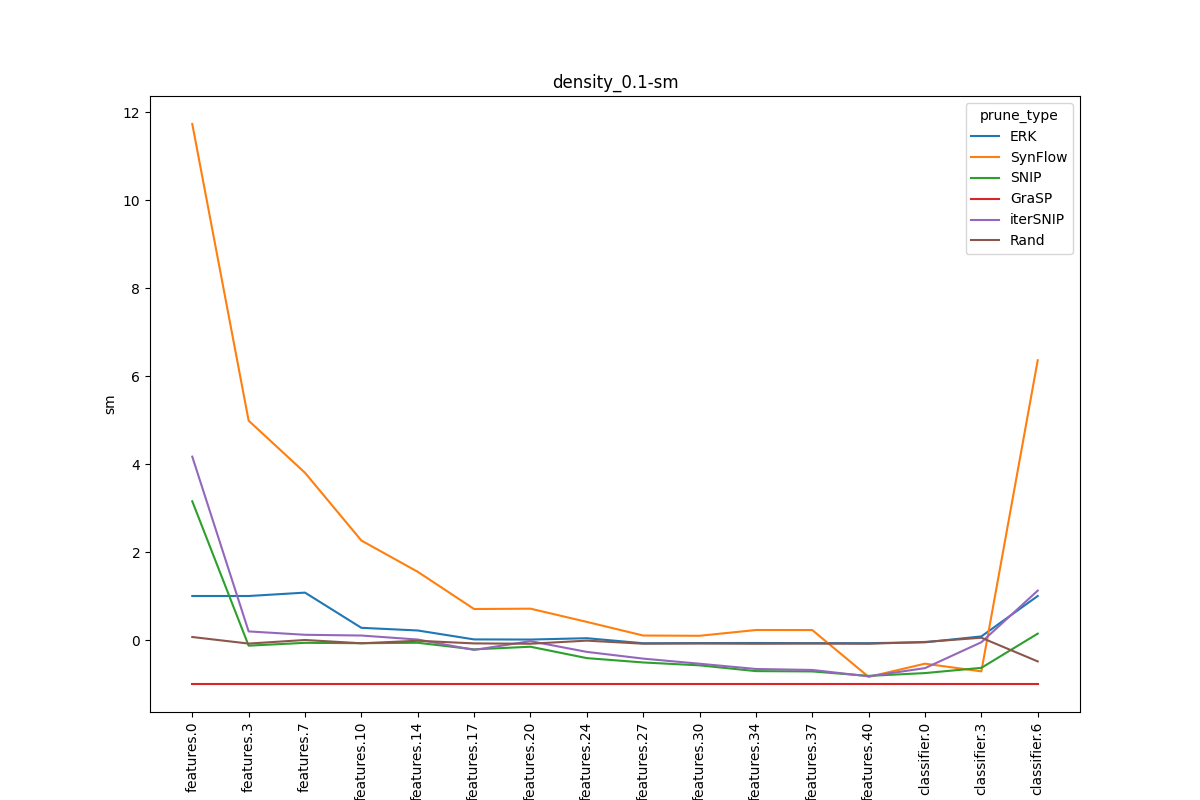 density_0.1-sm
prune_type
ERK
SynFlow
SNIP
GraSP
iterSNIP
Rand
12
10
8
6
4
2
0
sm
features.0
features.3
features.7
features.10
features.14
features.17
features.20
features.24
features.27
features.30
features.34
features.37
features.40
classifier.0
classifier.3
classifier.6